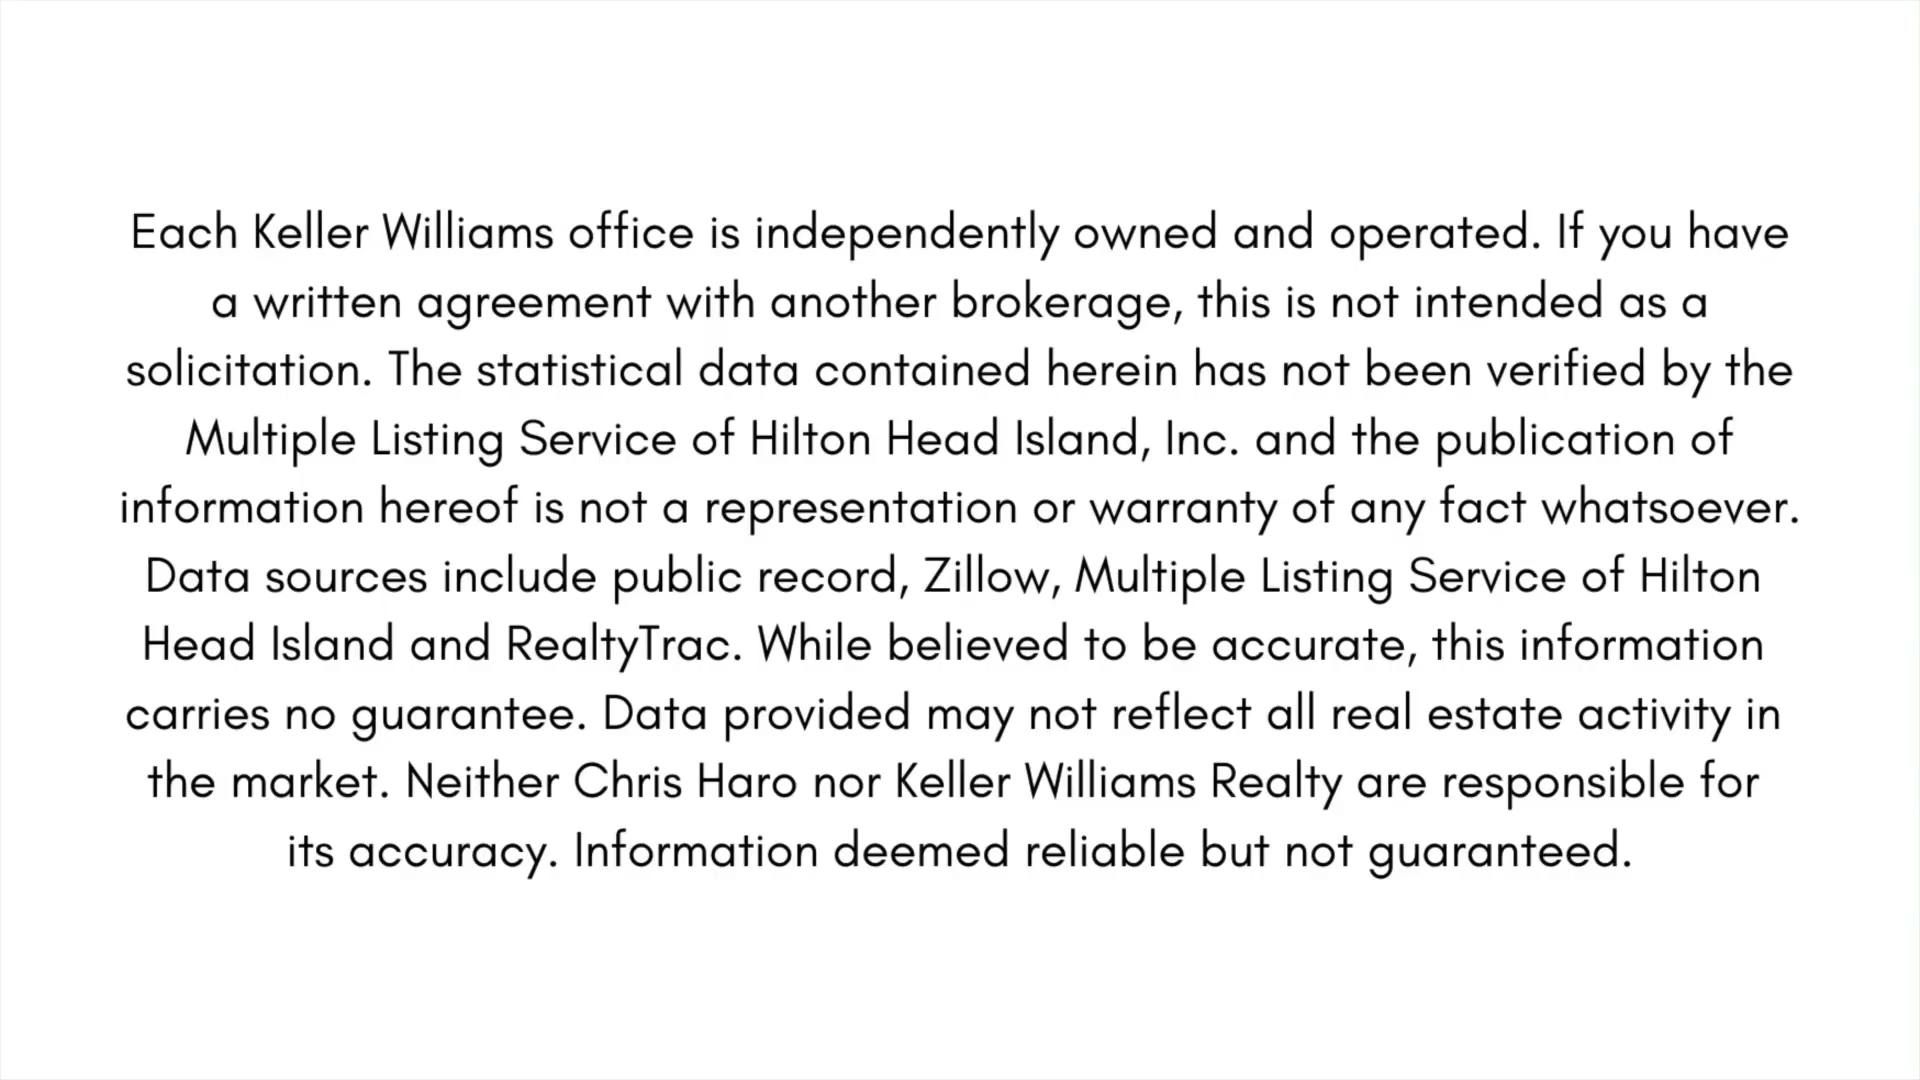 Each Keller Williams office is independently owned and operated. If you have
a written agreement with another brokerage, this is not intended as a
solicitation. The statistical data contained herein has not been verified by the
Multiple Listing Service of Hilton Head Island, Inc. and the publication of
information hereof is not a representation or warranty of any fact whatsoever.
Data sources include public record, Zillow, Multiple Listing Service of Hilton
Head Island and RealtyTrac. While believed to be accurate, this information
carries no guarantee. Data provided may not reflect all real estate activity in
the market. Neither Chris Haro nor Keller Williams Realty are responsible for
its accuracy. Information deemed reliable but not guaranteed.